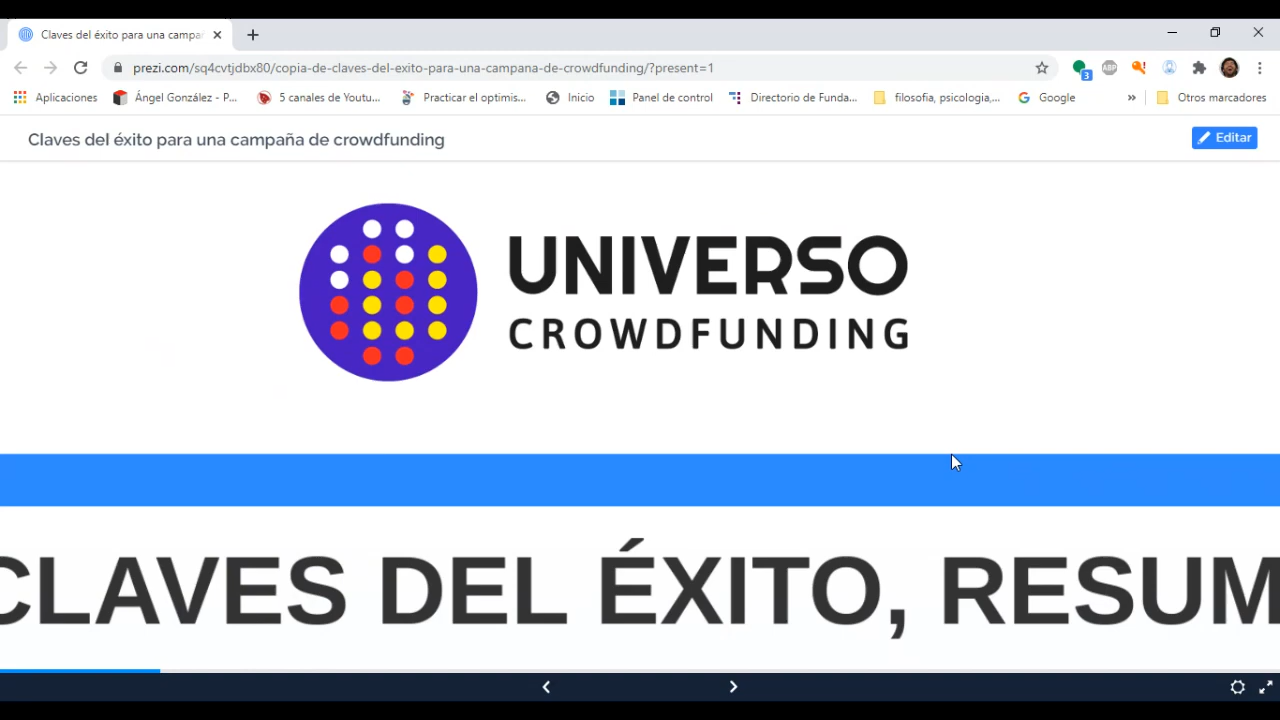 Claves del éxito para una campa
prezi.com/sq4cvtjdbx80/copia-de-claves-del-exito-para-una-campana-de-crowdfunding/?present=1
3
ABP
Aplicaciones
Ángel González - P...
5 canales de Youtu...
Practicar el optimis...
Inicio
Panel de control
Directorio de Funda...
filosofia, psicologia,...
Google
»
Otros marcadores
Claves del éxito para una campaña de crowdfunding
Editar
UNIVERSO
CROWDFUNDING
CLAVES DEL ÉXITO, RESUM